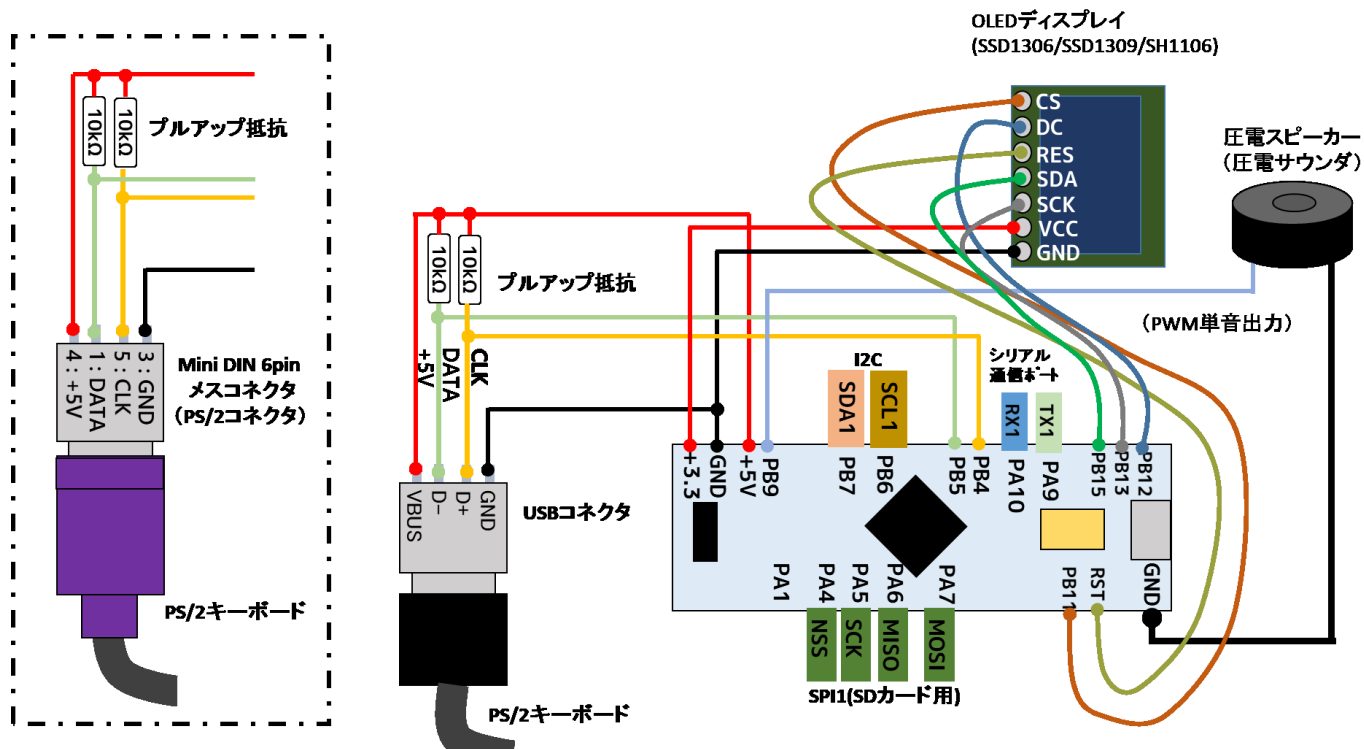 OLEDディスプレイ
(SSD1306/SSD1309/SH1106)
CS
DC
RES
SDA
SCK
VCC
GND
圧電スピーカー
（圧電サウンダ）
（PWM単音出力）
10kΩ
10kΩ
プルアップ抵抗
4：+5V
1：DATA
5：CLK
3：GND
Mini DIN 6pin
メスコネクタ
（PS/2コネクタ）
PS/2キーボード
10kΩ
10kΩ
プルアップ抵抗
+5V
DATA
CLK
VBUS
D−
D+
GND
USBコネクタ
PS/2キーボード
I2C
SDA1
SCL1
シリアル
通信ポート
RX1
TX1
+3.3
GND
+5V
PB9
PB7
PB6
PB5
PB4
PA10
PA9
PB15
PB13
PB12
PA1
PA4
PA5
PA6
PA7
PB11
RST
GND
NSS
SCK
MISO
MOSI
SPI1(SDカード用)